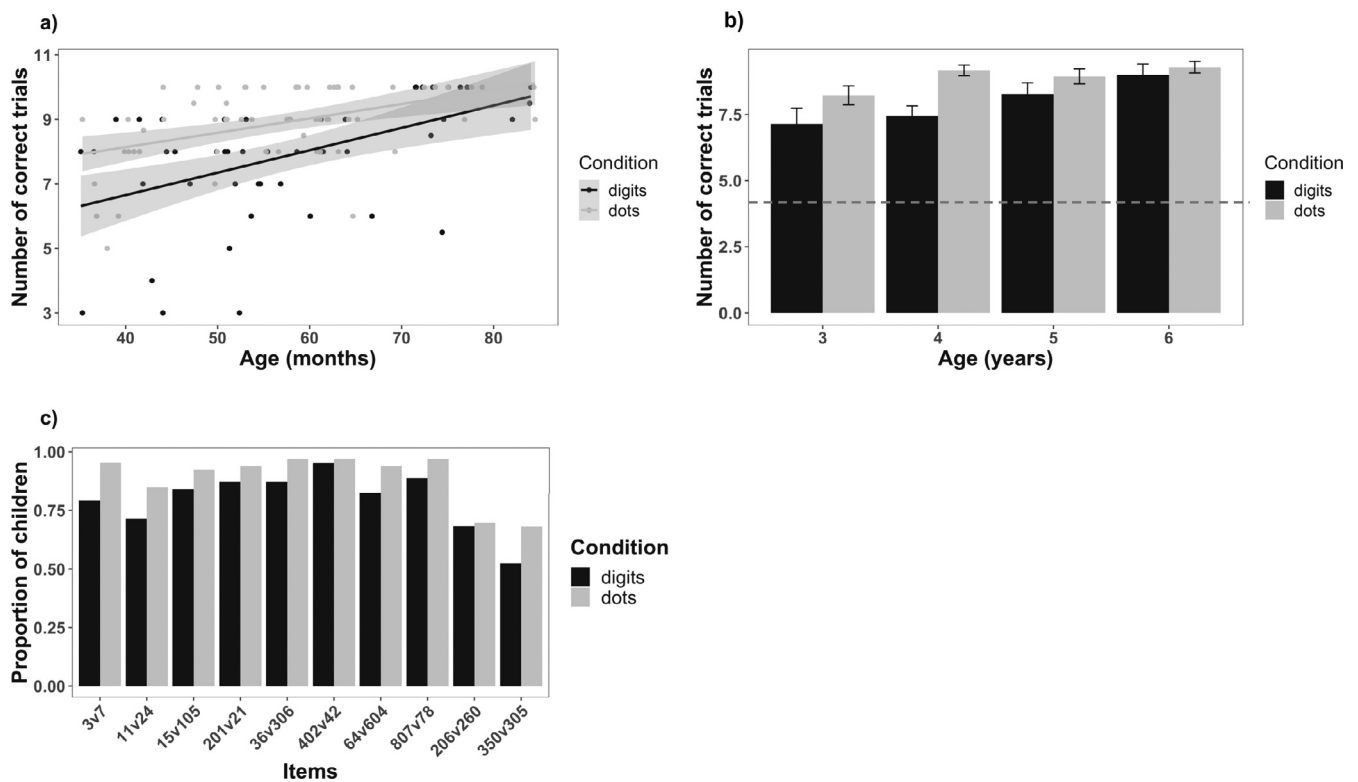 a)
Number of correct trials
11
9
7
5
3
40 50 60 70 80
Age (months)
Condition
digits
dots
b)
Number of correct trials
7.5
5.0
2.5
0.0
3 4 5 6
Age (years)
Condition
digits
dots
c)
Proportion of children
1.00
0.75
0.50
0.25
0.00
3v7 11v24 15v105 201v21 36v306 402v42 64v604 807v78 206v260 350v305
Items
Condition
digits
dots